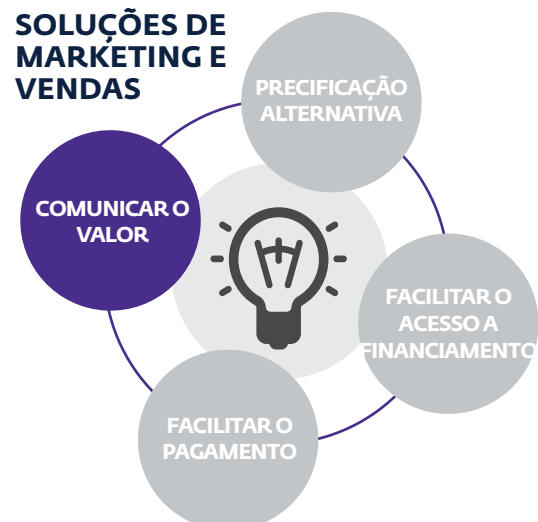 SOLUÇÕES DE
MARKETING E
VENDAS
PRECIFICAÇÃO
ALTERNATIVA
COMUNICAR O
VALOR
FACILITAR O
ACESSO A
FINANCIAMENTO
FACILITAR O
PAGAMENTO